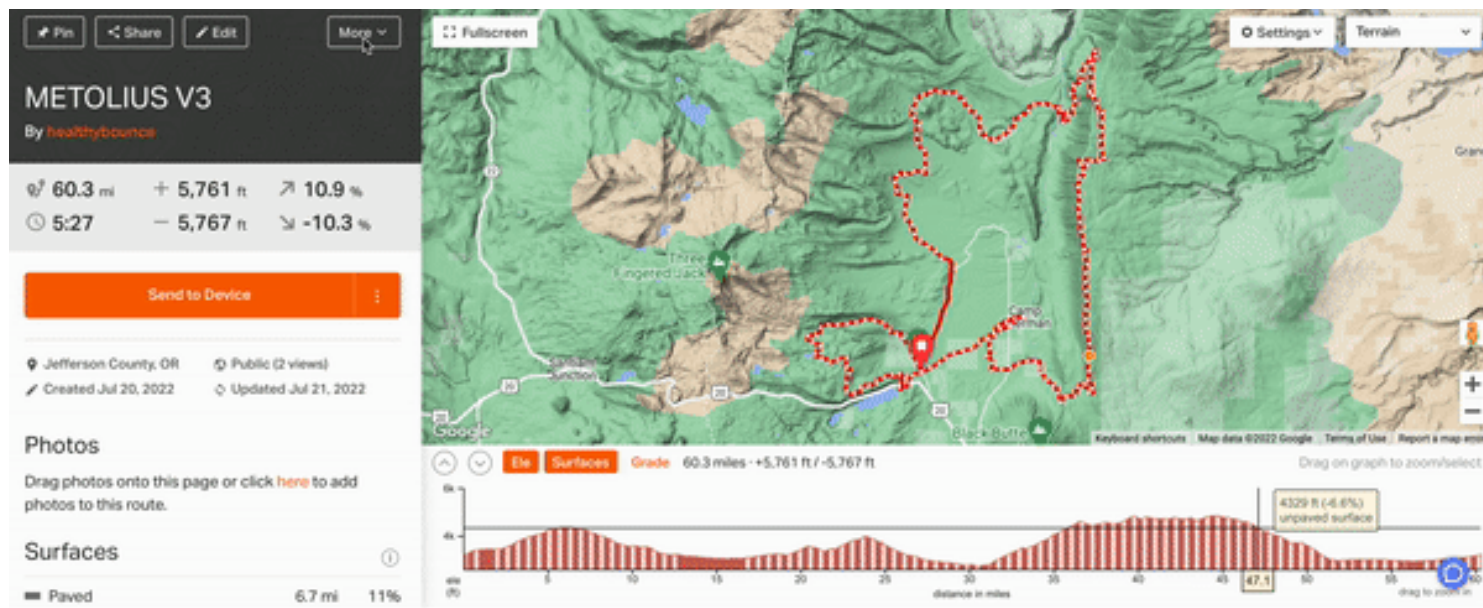 Pin Share Edit More
METOLIUS V3
By healthybounce
60.3 mi + 5,761 ft 10.9 %
5:27 − 5,767 ft -10.3 %
Send to Device
Jefferson County, OR Public (2 views)
Created Jul 20, 2022 Updated Jul 21, 2022
Photos
Drag photos onto this page or click here to add
photos to this route.
Surfaces
Paved 6.7 mi 11%
Fullscreen
Settings Terrain
Gran
Three
Fingered Jack
Camp
Junction
20
20
20
20
Black Butte
Google
Keyboard shortcuts Map data ©2022 Google Terms of Use Report a map
Ele Surfaces Grade 60.3 miles · +5,761 ft / -5,767 ft
Drag on graph to zoom/select
6k
4k
4329 ft (-6.6%)
unpaved surface
ele
(ft)
5 10 15 20 25 30 35 40 45 47.1 50 55 60
distance in miles
drag to zoom in